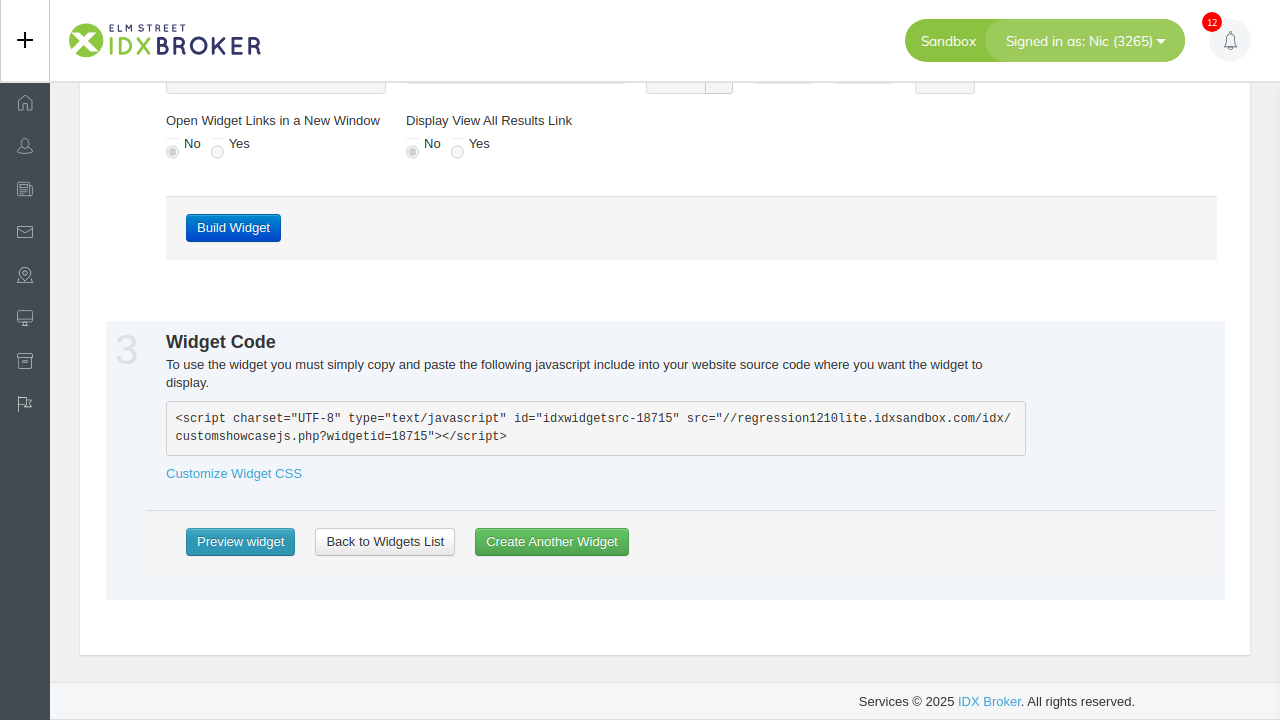 ELM STREET
IDXBROKER
Sandbox
Signed in as: Nic (3265)
12
Open Widget Links in a New Window
Display View All Results Link
No Yes
No Yes
Build Widget
3
Widget Code
To use the widget you must simply copy and paste the following javascript include into your website source code where you want the widget to
display.
<script charset="UTF-8" type="text/javascript" id="idxwidgetsrc-18715" src="//regression1210lite.idxsandbox.com/idx/
customshowcasejs.php?widgetid=18715"></script>
Customize Widget CSS
Preview widget
Back to Widgets List
Create Another Widget
Services © 2025 IDX Broker. All rights reserved.